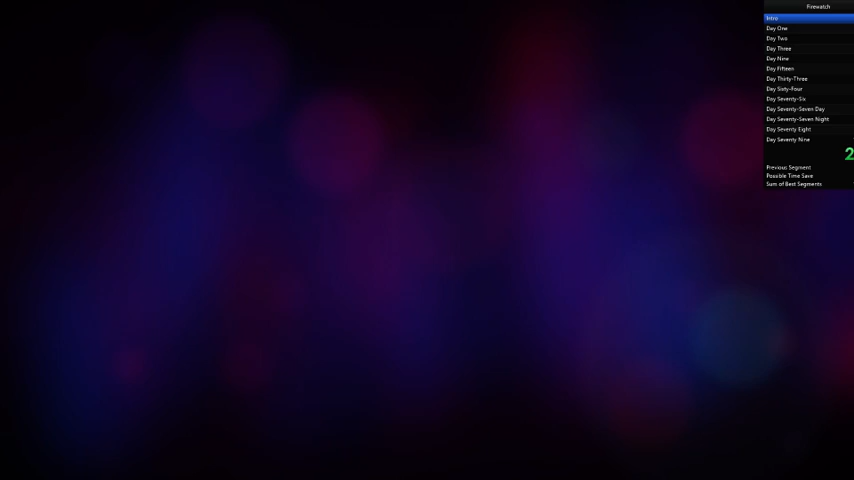 Firewatch
Intro
Day One
Day Two
Day Three
Day Nine
Day Fifteen
Day Thirty-Three
Day Sixty-Four
Day Seventy-Six
Day Seventy-Seven Day
Day Seventy-Seven Night
Day Seventy Eight
Day Seventy Nine
2
Previous Segment
Possible Time Save
Sum of Best Segments